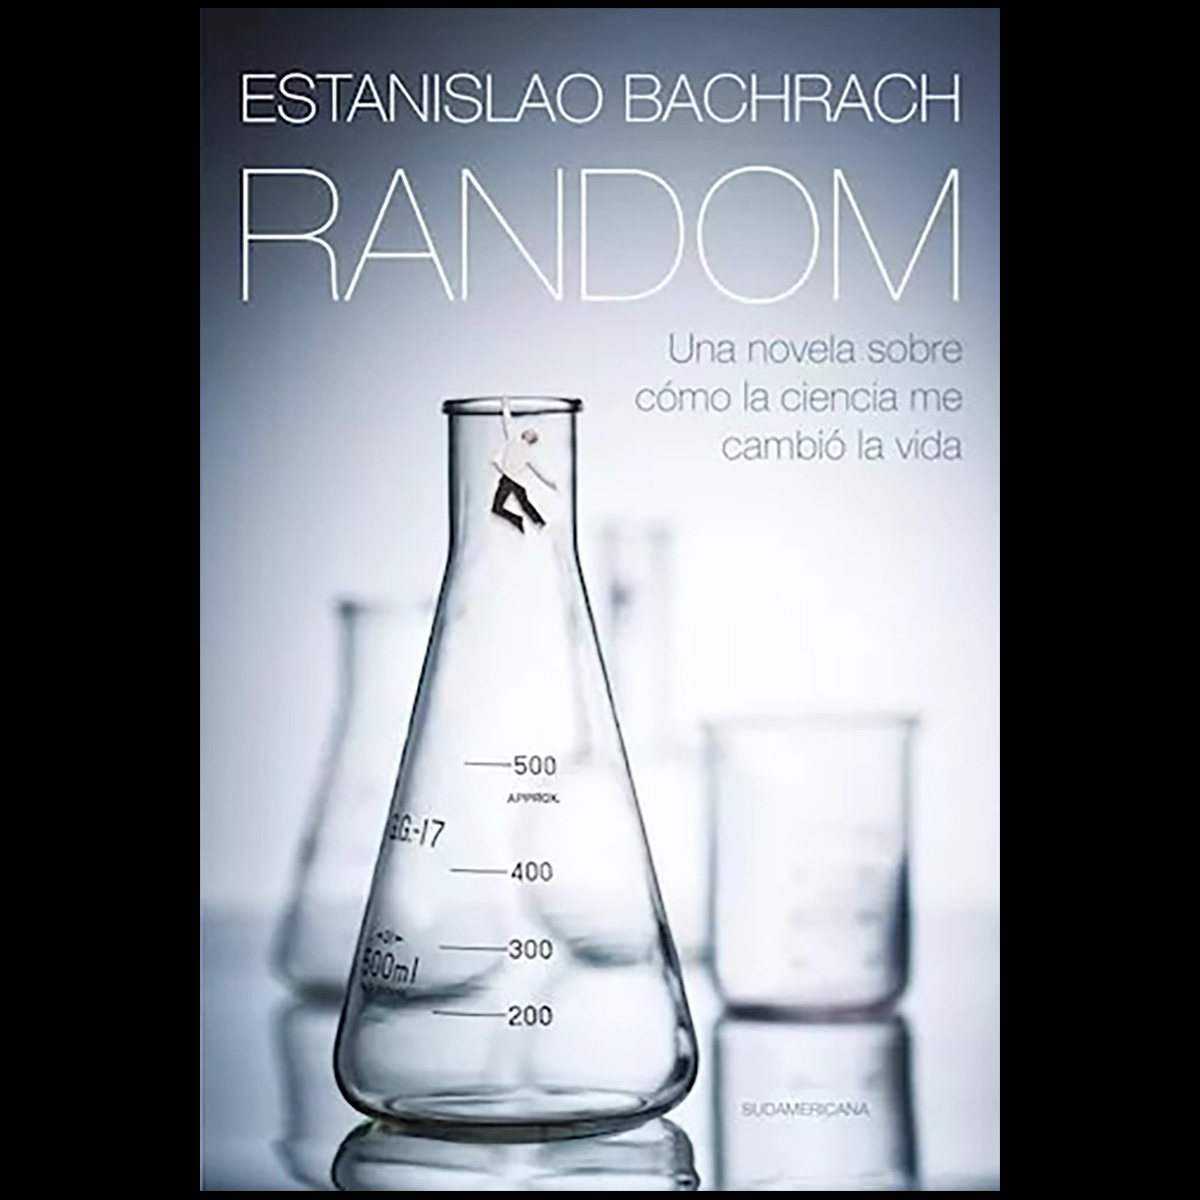 ESTANISLAO BACHRACH
RANDOM
Una novela sobre
cómo la ciencia me
cambió la vida
500
APPROX.
G.G.-17
400
300
500ml
200
SUDAMERICANA